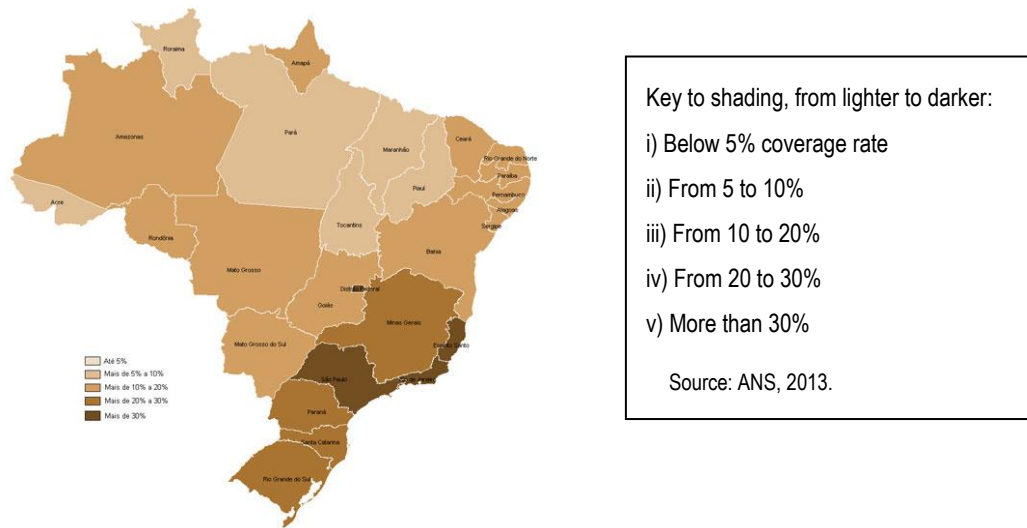 Roraima
Amapá
Amazonas
Pará
Maranhão
Ceará
Rio Grande do Norte
Paraíba
Piauí
Pernambuco
Acre
Alagoas
Tocantins
Sergipe
Rondônia
Bahia
Mato Grosso
Distrito Federal
Goiás
Minas Gerais
Mato Grosso do Sul
Espírito Santo
São Paulo
Paraná
Santa Catarina
Rio Grande do Sul
Até 5%
Mais de 5% a 10%
Mais de 10% a 20%
Mais de 20% a 30%
Mais de 30%
Key to shading, from lighter to darker:
i) Below 5% coverage rate
ii) From 5 to 10%
iii) From 10 to 20%
iv) From 20 to 30%
v) More than 30%
Source: ANS, 2013.